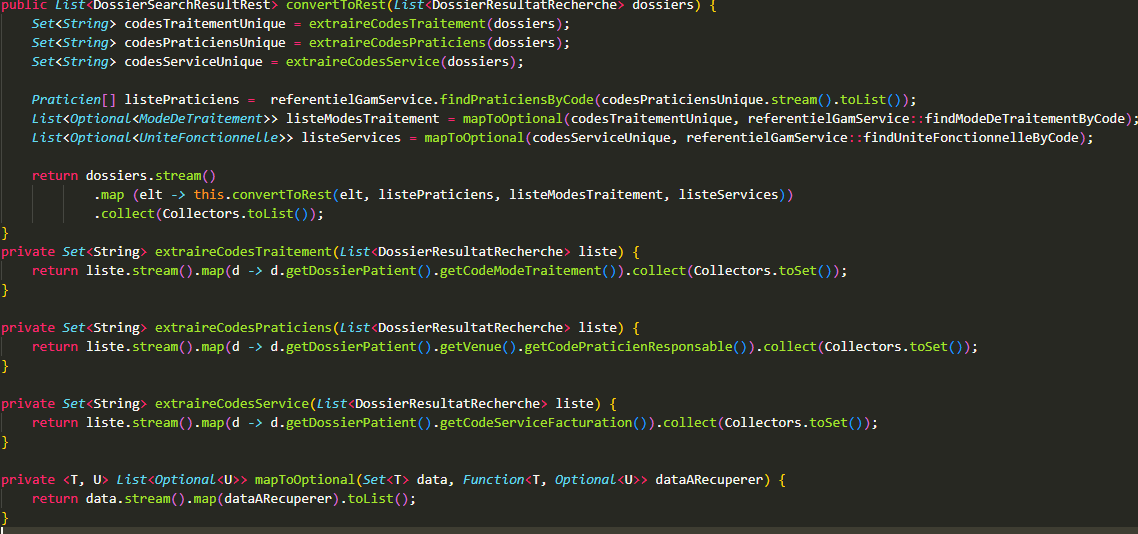 public List<DossierSearchResultRest> convertToRest(List<DossierResultatRecherche> dossiers) {
    Set<String> codesTraitementUnique = extraireCodesTraitement(dossiers);
    Set<String> codesPraticiensUnique = extraireCodesPraticiens(dossiers);
    Set<String> codesServiceUnique = extraireCodesService(dossiers);

    Praticien[] listePraticiens =  referentielGamService.findPraticiensByCode(codesPraticiensUnique.stream().toList());
    List<Optional<ModeDeTraitement>> listeModesTraitement = mapToOptional(codesTraitementUnique, referentielGamService::findModeDeTraitementByCode);
    List<Optional<UniteFonctionnelle>> listeServices = mapToOptional(codesServiceUnique, referentielGamService::findUniteFonctionnelleByCode);

    return dossiers.stream()
            .map (elt -> this.convertToRest(elt, listePraticiens, listeModesTraitement, listeServices))
            .collect(Collectors.toList());
}
private Set<String> extraireCodesTraitement(List<DossierResultatRecherche> liste) {
    return liste.stream().map(d -> d.getDossierPatient().getCodeModeTraitement()).collect(Collectors.toSet());
}

private Set<String> extraireCodesPraticiens(List<DossierResultatRecherche> liste) {
    return liste.stream().map(d -> d.getDossierPatient().getVenue().getCodePraticienResponsable()).collect(Collectors.toSet());
}

private Set<String> extraireCodesService(List<DossierResultatRecherche> liste) {
    return liste.stream().map(d -> d.getDossierPatient().getCodeServiceFacturation()).collect(Collectors.toSet());
}

private <T, U> List<Optional<U>> mapToOptional(Set<T> data, Function<T, Optional<U>> dataARecuperer) {
    return data.stream().map(dataARecuperer).toList();
}